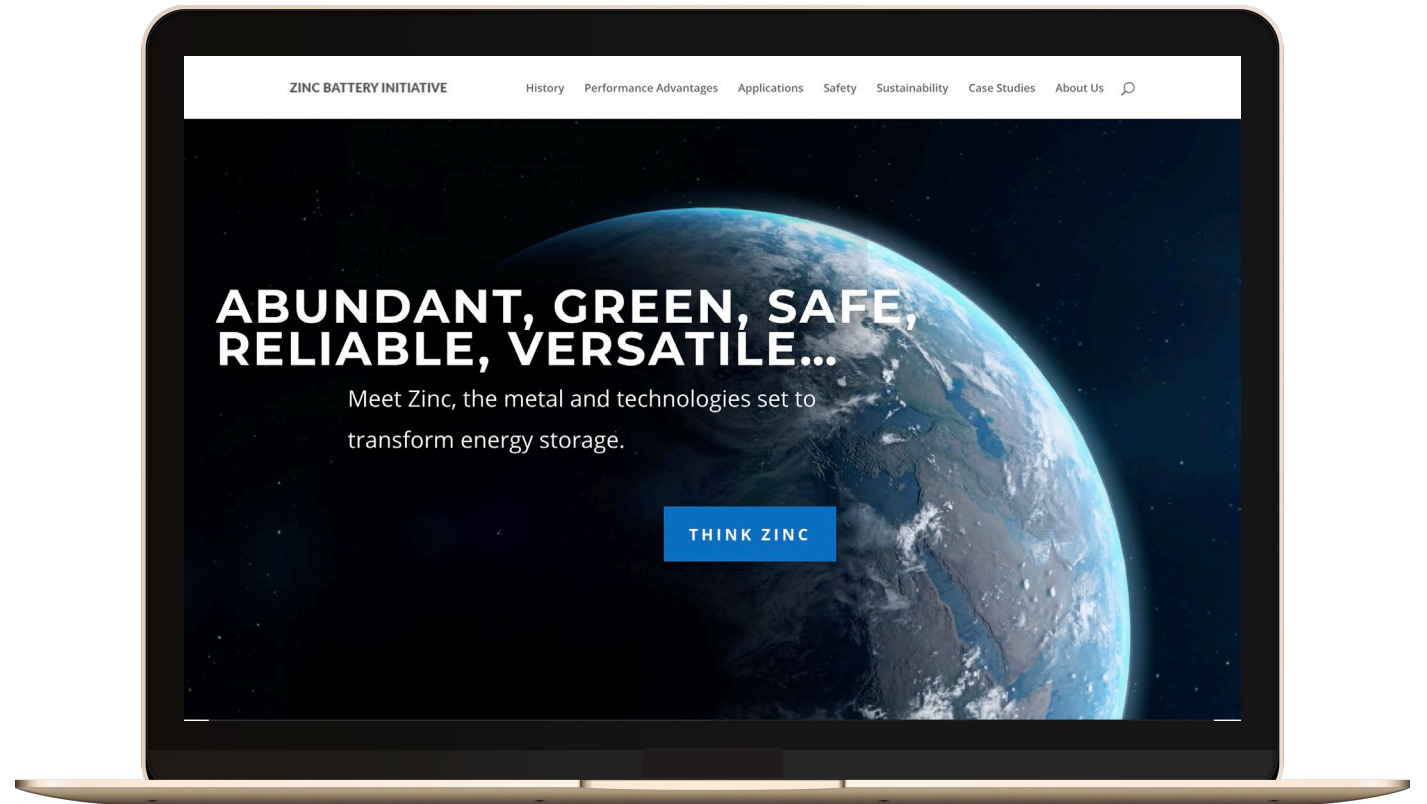 ZINC BATTERY INITIATIVE
History Performance Advantages Applications Safety Sustainability Case Studies About Us
ABUNDANT, GREEN, SAFE,
RELIABLE, VERSATILE...
Meet Zinc, the metal and technologies set to
transform energy storage.
THINK ZINC